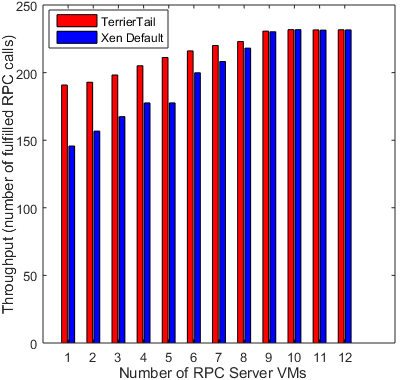 TerrierTail
Xen Default
Throughput (number of fulfilled RPC calls)
250
200
150
100
50
0
1 2 3 4 5 6 7 8 9 10 11 12
Number of RPC Server VMs